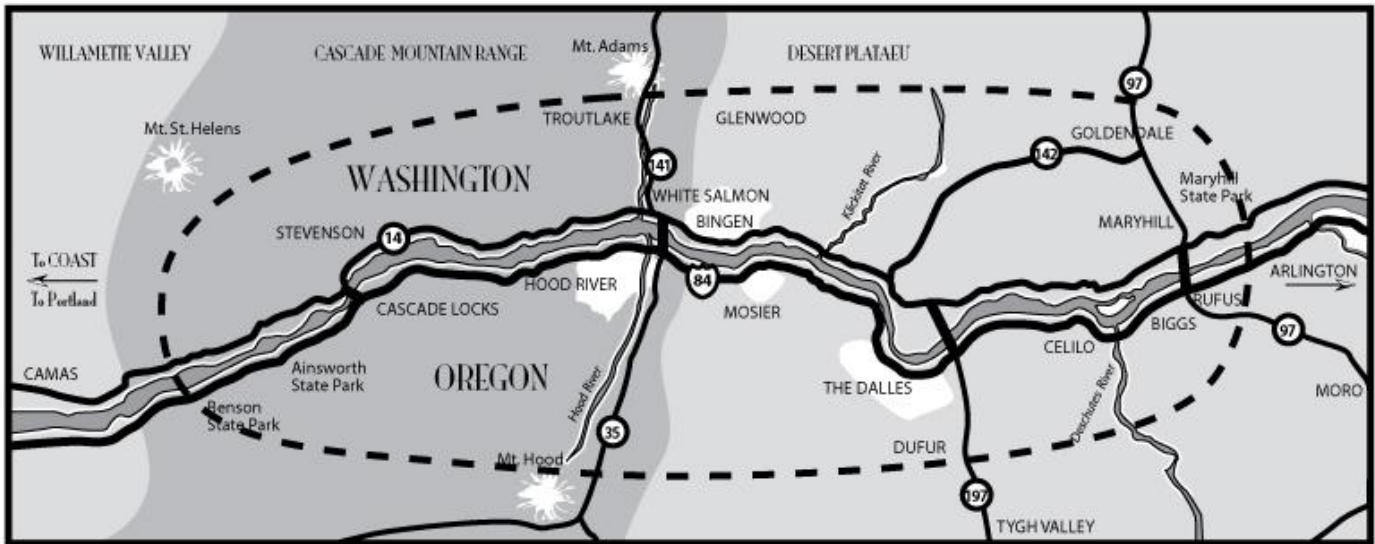 WILLAMETTE VALLEY
CASCADE MOUNTAIN RANGE
Mt. Adams
DESERT PLATAEU
97
Mt. St. Helens
TROUTLAKE
GLENWOOD
GOLDENDALE
142
WASHINGTON
141
Klickitat River
Maryhill
State Park
WHITE SALMON
BINGEN
MARYHILL
STEVENSON
14
To COAST
To Portland
HOOD RIVER
84
ARLINGTON
CASCADE LOCKS
MOSIER
RUFUS
BIGGS
97
CELILO
CAMAS
Ainsworth
State Park
OREGON
Hood River
THE DALLES
Deschutes River
MORO
Benson
State Park
35
DUFUR
Mt. Hood
197
TYGH VALLEY